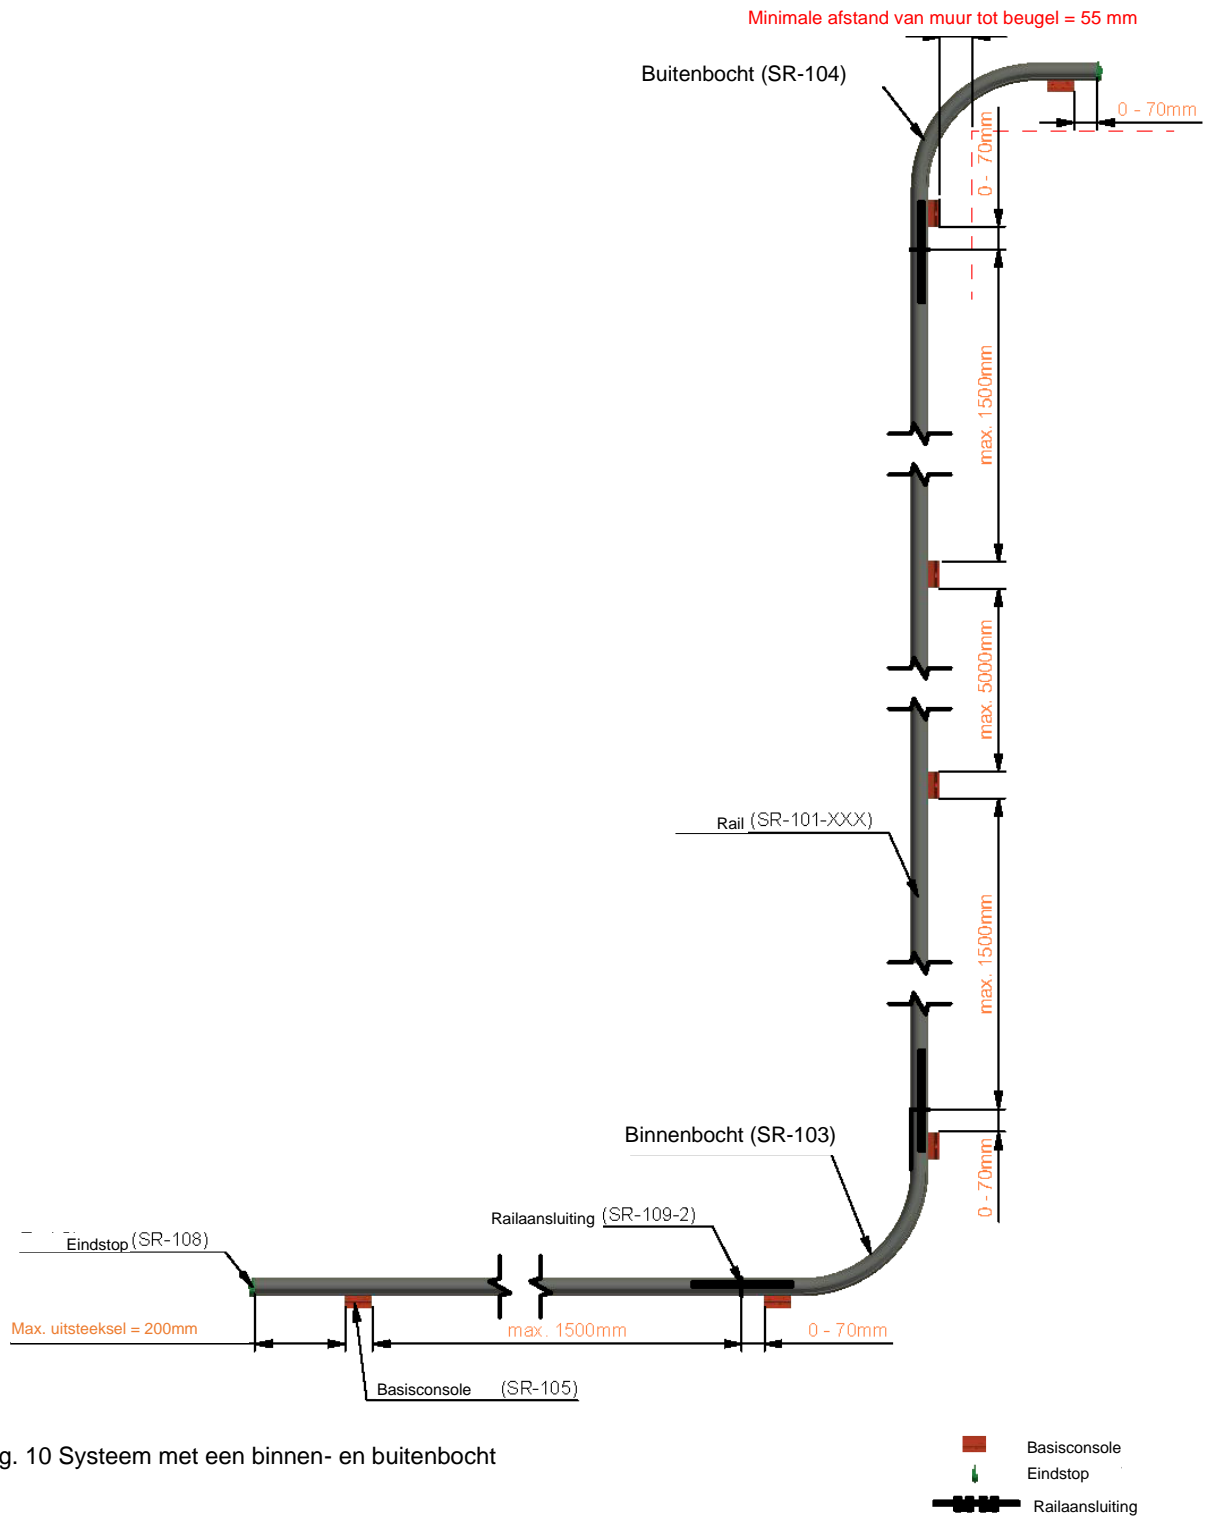 Minimale afstand van muur tot beugel = 55 mm
Buitenbocht (SR-104)
0 - 70mm
0 - 70mm
max. 1500mm
max. 5000mm
Rail (SR-101-XXX)
max. 1500mm
Binnenbocht (SR-103)
0 - 70mm
Railaansluiting (SR-109-2)
Eindstop (SR-108)
Max. uitsteeksel = 200mm
max. 1500mm
0 - 70mm
Basisconsole (SR-105)
g. 10 Systeem met een binnen- en buitenbocht
Basisconsole
Eindstop
Railaansluiting